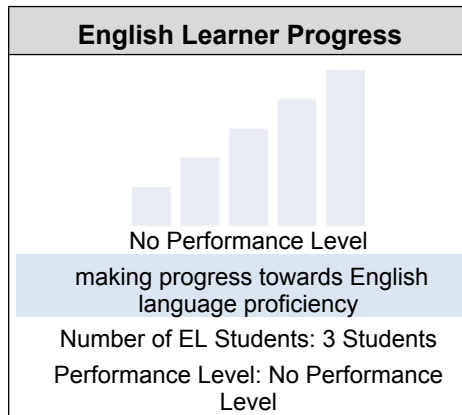 English Learner Progress
No Performance Level
making progress towards English
language proficiency
Number of EL Students: 3 Students
Performance Level: No Performance
Level